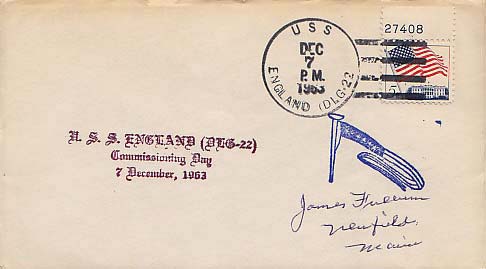 27408
USS
DEC
7
P.M.
1963
ENGLAND (DLG-22)
5¢
U. S. S. ENGLAND (DLG-22)
Commissioning Day
7 December, 1963
James
Newfield,
Maine